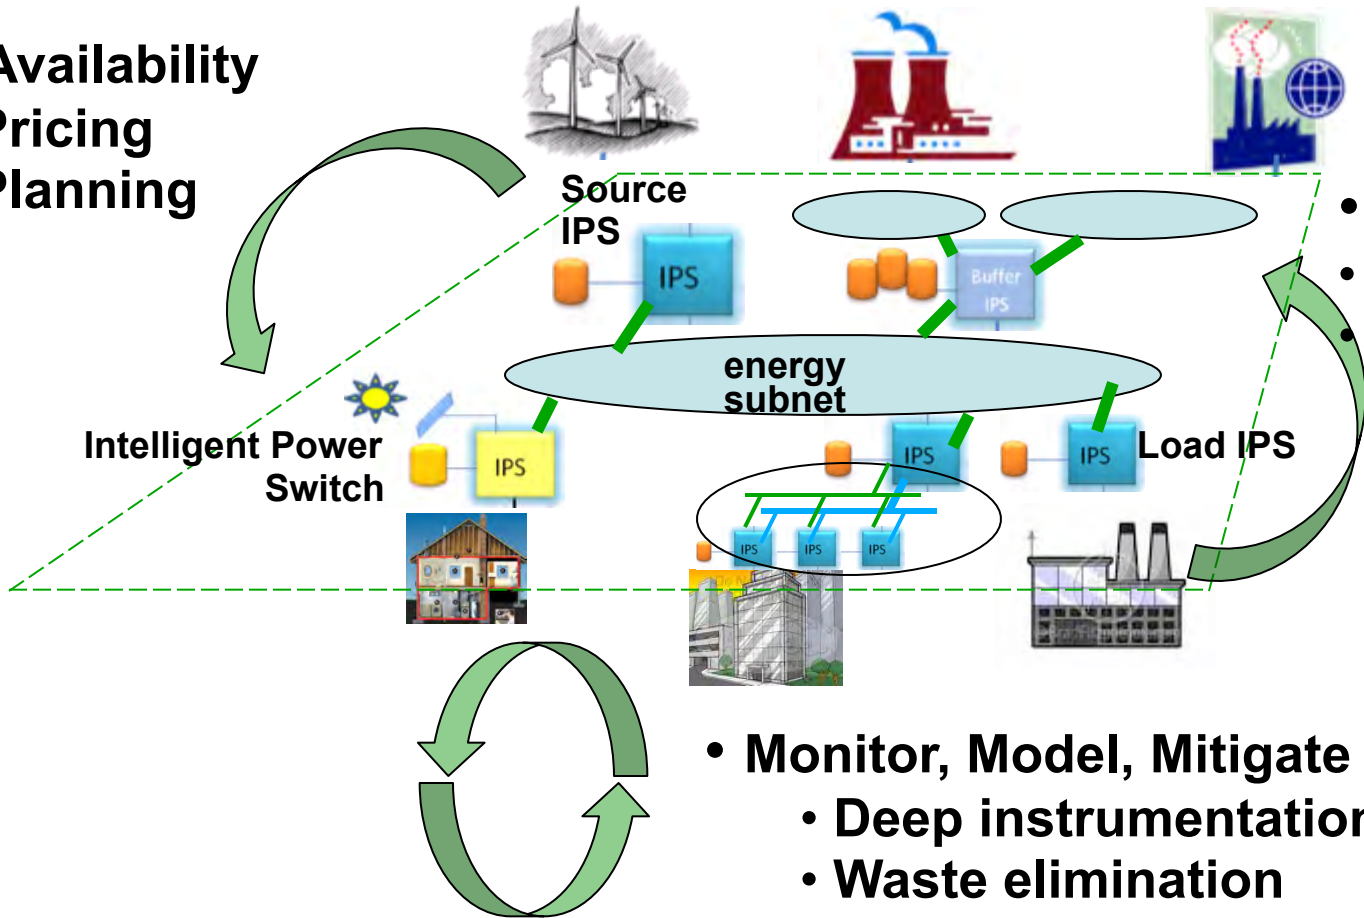 Availability
Pricing
Planning
Source
IPS
IPS
Buffer
IPS
energy
subnet
Intelligent Power
Switch
IPS
IPS
IPS
Load IPS
IPS
IPS
IPS
• Monitor, Model, Mitigate
• Deep instrumentation
• Waste elimination